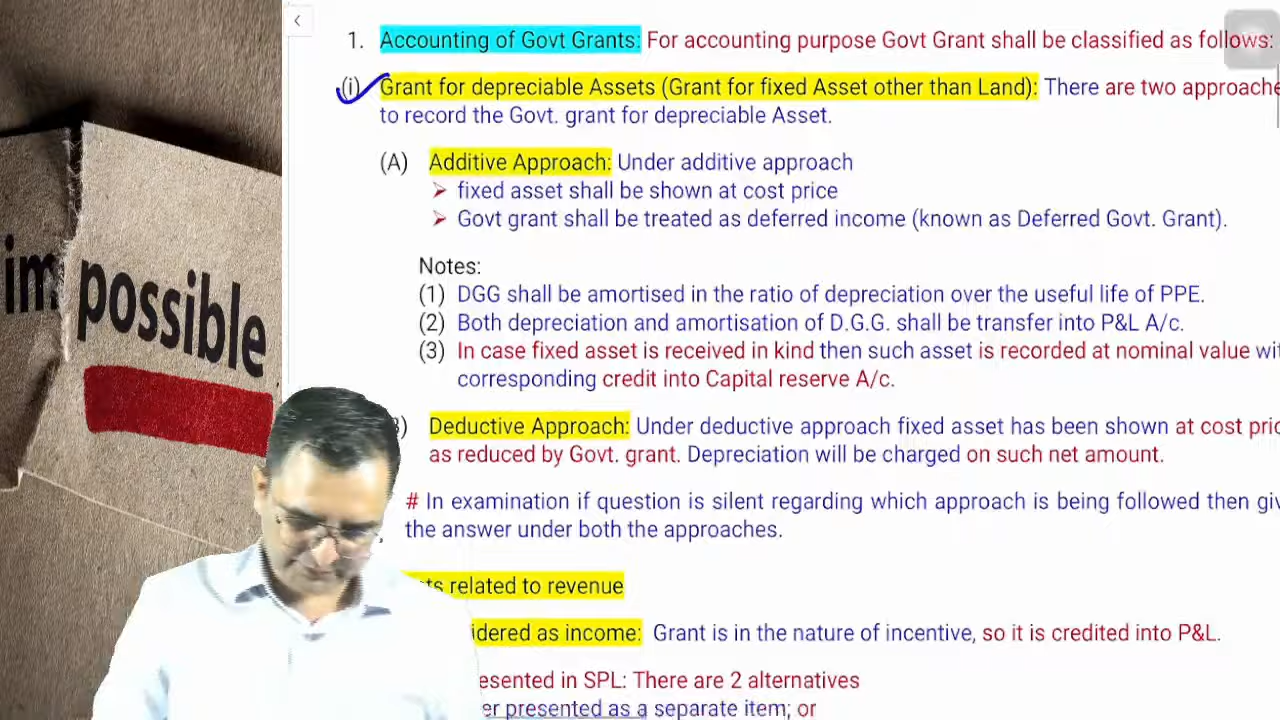 1. Accounting of Govt Grants: For accounting purpose Govt Grant shall be classified as follows:
(i) Grant for depreciable Assets (Grant for fixed Asset other than Land): There are two approache
to record the Govt. grant for depreciable Asset.
(A) Additive Approach: Under additive approach
➢ fixed asset shall be shown at cost price
➢ Govt grant shall be treated as deferred income (known as Deferred Govt. Grant).
Notes:
(1) DGG shall be amortised in the ratio of depreciation over the useful life of PPE.
(2) Both depreciation and amortisation of D.G.G. shall be transfer into P&L A/c.
(3) In case fixed asset is received in kind then such asset is recorded at nominal value wit
corresponding credit into Capital reserve A/c.
) Deductive Approach: Under deductive approach fixed asset has been shown at cost pric
as reduced by Govt. grant. Depreciation will be charged on such net amount.
# In examination if question is silent regarding which approach is being followed then giv
the answer under both the approaches.
ts related to revenue
idered as income: Grant is in the nature of incentive, so it is credited into P&L.
esented in SPL: There are 2 alternatives
er presented as a separate item; or
im possible